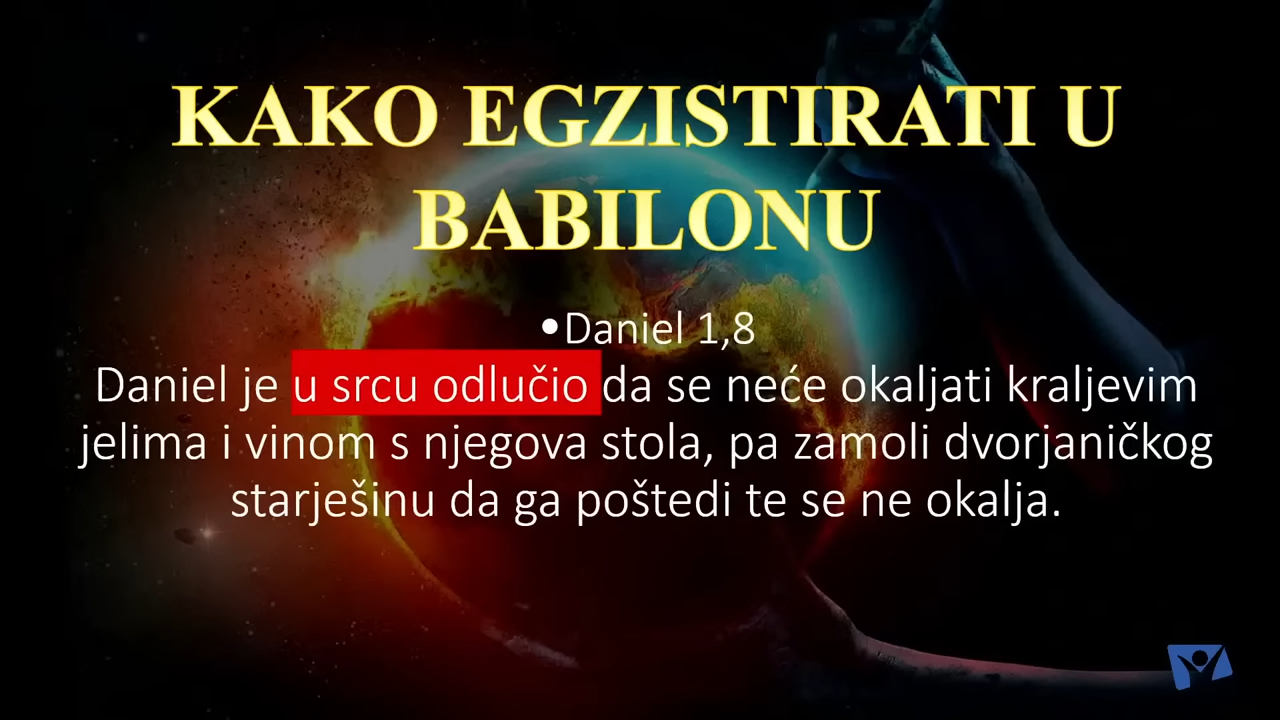 KAKO EGZISTIRATI U
BABILONU
•Daniel 1,8
Daniel je u srcu odlučio da se neće okaljati kraljevim
jelima i vinom s njegova stola, pa zamoli dvorjaničkog
starješinu da ga poštedi te se ne okalja.